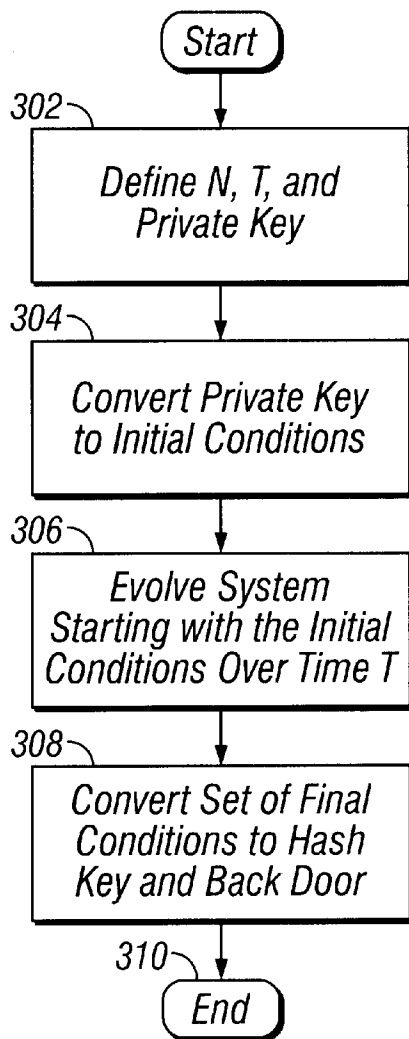 Start
302
Define N, T, and
Private Key
304
Convert Private Key
to Initial Conditions
306
Evolve System
Starting with the Initial
Conditions Over Time T
308
Convert Set of Final
Conditions to Hash
Key and Back Door
310
End